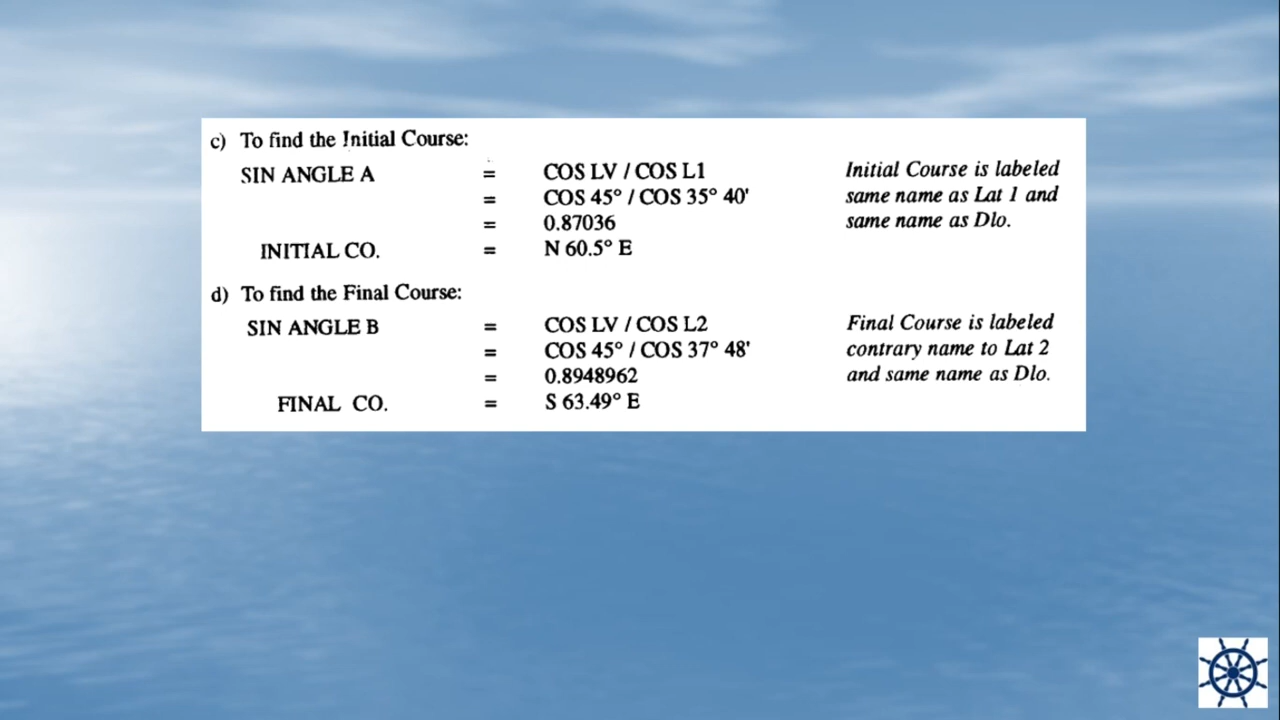 c) To find the Initial Course:
SIN ANGLE A = COS LV / COS L1 Initial Course is labeled
= COS 45° / COS 35° 40' same name as Lat 1 and
= 0.87036 same name as Dlo.
INITIAL CO. = N 60.5° E
d) To find the Final Course:
SIN ANGLE B = COS LV / COS L2 Final Course is labeled
= COS 45° / COS 37° 48' contrary name to Lat 2
= 0.8948962 and same name as Dlo.
FINAL CO. = S 63.49° E